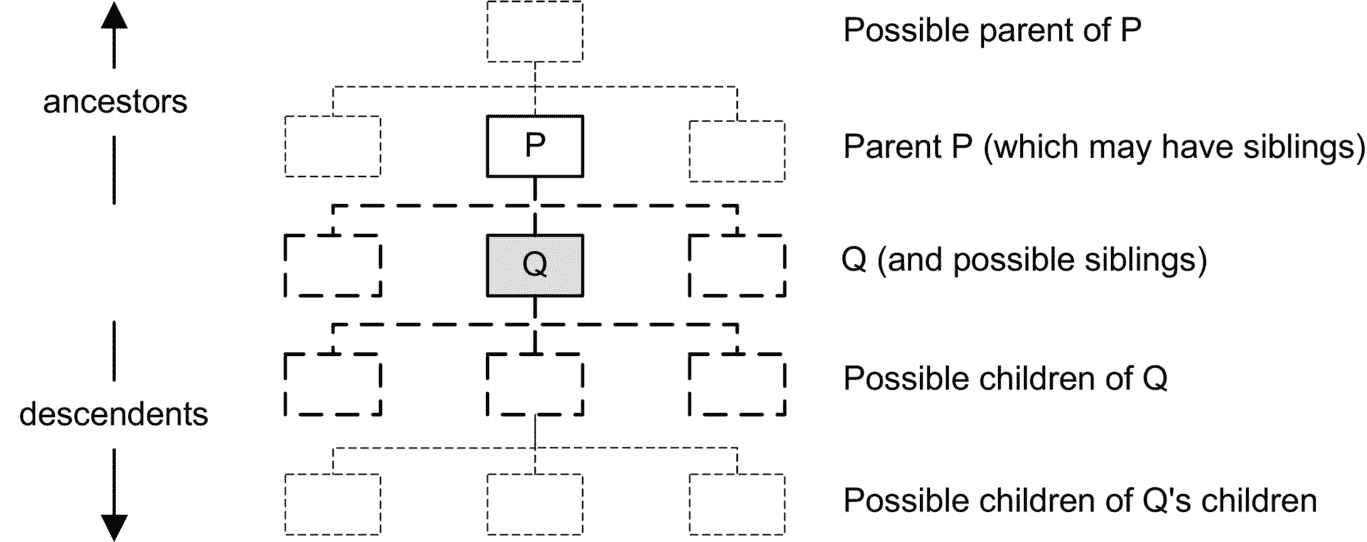 Possible parent of P
ancestors
P
Parent P (which may have siblings)
Q
Q (and possible siblings)
Possible children of Q
descendents
Possible children of Q's children